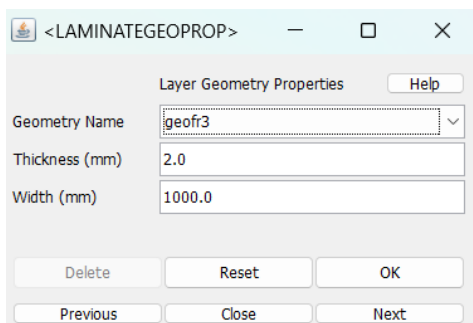 <LAMINATEGEOPROP>
Layer Geometry Properties Help
Geometry Name geofr3
Thickness (mm) 2.0
Width (mm) 1000.0
Delete Reset OK
Previous Close Next